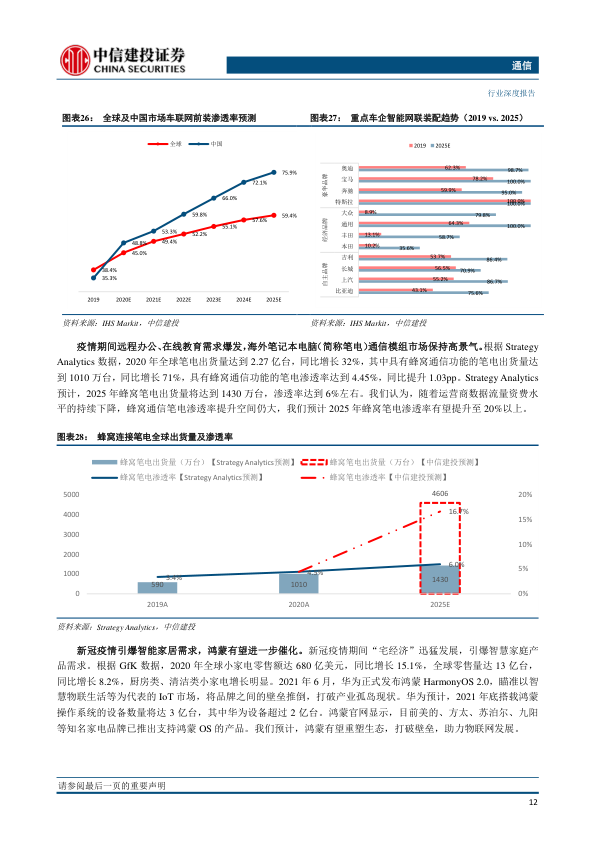 中信建投证券
CHINA SECURITIES
通信
行业深度报告
图表26： 全球及中国市场车联网前装渗透率预测
全球 中国
38.4%
35.3%
48.8%
45.0%
53.3%
49.4%
59.8%
52.2%
66.0%
55.1%
72.1%
57.6%
75.9%
59.4%
2019 2020E 2021E 2022E 2023E 2024E 2025E
资料来源：IHS Markit，中信建投
图表27： 重点车企智能网联装配趋势（2019 vs. 2025）
2019 2025E
豪华品牌
奥迪 62.3% 98.7%
宝马 78.2% 100.0%
奔驰 59.9% 95.0%
特斯拉 100.0% 100.0%
经济品牌
大众 8.9% 79.8%
通用 64.3% 100.0%
丰田 13.1% 58.7%
本田 10.2% 35.6%
自主品牌
吉利 53.7% 86.4%
长城 56.5% 70.9%
上汽 55.2% 86.7%
比亚迪 43.1% 75.6%
资料来源：IHS Markit，中信建投
疫情期间远程办公、在线教育需求爆发，海外笔记本电脑（简称笔电）通信模组市场保持高景气。根据 Strategy
Analytics 数据，2020 年全球笔电出货量达到 2.27 亿台，同比增长 32%，其中具有蜂窝通信功能的笔电出货量达
到 1010 万台，同比增长 71%，具有蜂窝通信功能的笔电渗透率达到 4.45%，同比提升 1.03pp。Strategy Analytics
预计，2025 年蜂窝笔电出货量将达到 1430 万台，渗透率达到 6%左右。我们认为，随着运营商数据流量资费水
平的持续下降，蜂窝通信笔电渗透率提升空间仍大，我们预计 2025 年蜂窝笔电渗透率有望提升至 20%以上。
图表28： 蜂窝连接笔电全球出货量及渗透率
蜂窝笔电出货量（万台）【Strategy Analytics预测】 蜂窝笔电出货量（万台）【中信建投预测】
蜂窝笔电渗透率【Strategy Analytics预测】 蜂窝笔电渗透率【中信建投预测】
5000 4606 20%
4000 16.7% 15%
3000
2000 10%
1000 3.4% 4.5% 6.0% 5%
590 1010 1430
0 0%
2019A 2020A 2025E
资料来源：Strategy Analytics，中信建投
新冠疫情引爆智能家居需求，鸿蒙有望进一步催化。新冠疫情期间“宅经济”迅猛发展，引爆智慧家庭产
品需求。根据 GfK 数据，2020 年全球小家电零售额达 680 亿美元，同比增长 15.1%，全球零售量达 13 亿台，
同比增长 8.2%，厨房类、清洁类小家电增长明显。2021 年 6 月，华为正式发布鸿蒙 HarmonyOS 2.0，瞄准以智
慧物联生活等为代表的 IoT 市场，将品牌之间的壁垒推倒，打破产业孤岛现状。华为预计，2021 年底搭载鸿蒙
操作系统的设备数量将达 3 亿台，其中华为设备超过 2 亿台。鸿蒙官网显示，目前美的、方太、苏泊尔、九阳
等知名家电品牌已推出支持鸿蒙 OS 的产品。我们预计，鸿蒙有望重塑生态，打破壁垒，助力物联网发展。
请参阅最后一页的重要声明
12